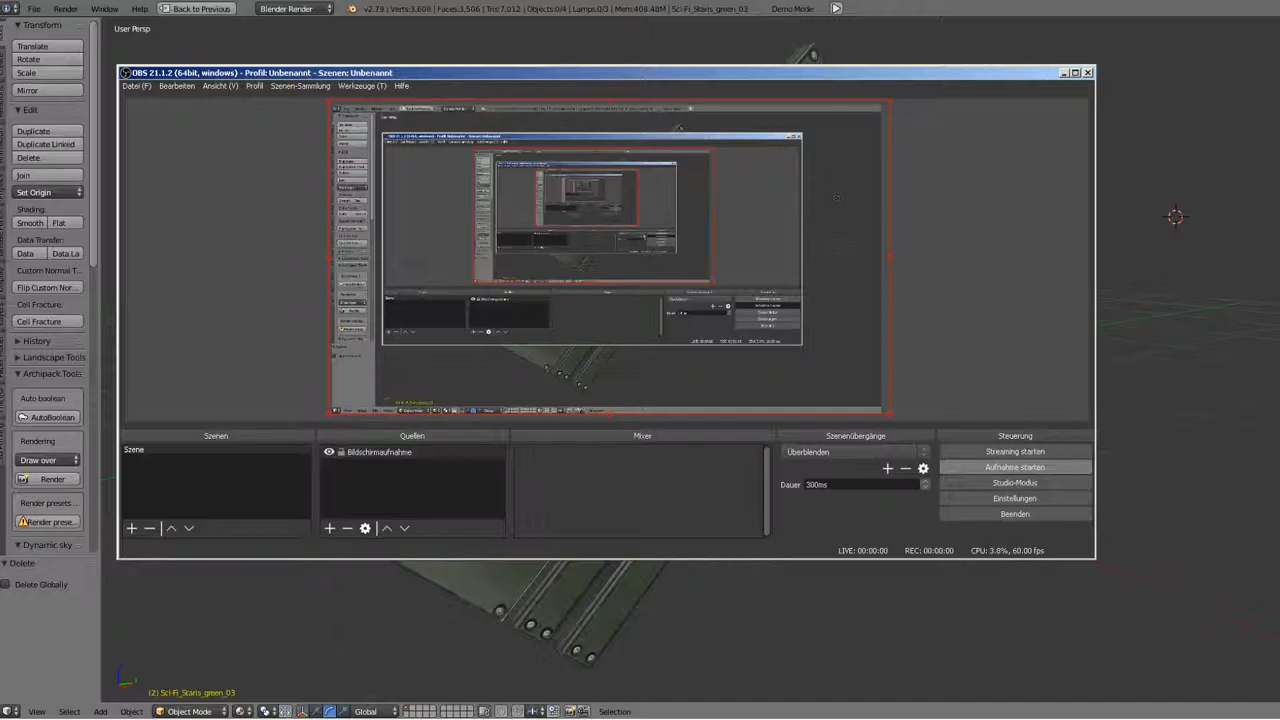 File Render Window Help Back to Previous Blender Render v2.79 | Verts:3,608 | Faces:3,506 | Tris:7,012 | Objects:0/4 | Lamps:0/3 | Mem:408.48M | Sci-Fi_Stairs_green_03 Demo Mode
Transform
User Persp
Translate
Rotate
Scale
Mirror
Edit
Duplicate
Duplicate Linked
Delete
Join
Set Origin
Shading:
Smooth Flat
Data Transfer:
Data Data La
Custom Normal T...
Flip Custom Nor...
Cell Fracture:
Cell Fracture
History
Landscape Tools
Archipack Tools
Auto boolean
AutoBoolean
Rendering
Draw over
Render
Render presets...
Render prese...
Dynamic sky
Delete
Delete Globally
OBS 21.1.2 (64bit, windows) - Profil: Unbenannt - Szenen: Unbenannt
Datei (F) Bearbeiten Ansicht (V) Profil Szenen-Sammlung Werkzeuge (T) Hilfe
Szenen Quellen Mixer Szenenübergänge Steuerung
Szene
Bildschirmaufnahme
Überblenden
Dauer 300ms
Streaming starten
Aufnahme starten
Studio-Modus
Einstellungen
Beenden
LIVE: 00:00:00 REC: 00:00:00 CPU: 3.8%, 60.00 fps
(2) Sci-Fi_Staris_green_03
View Select Add Object Object Mode Global Selection